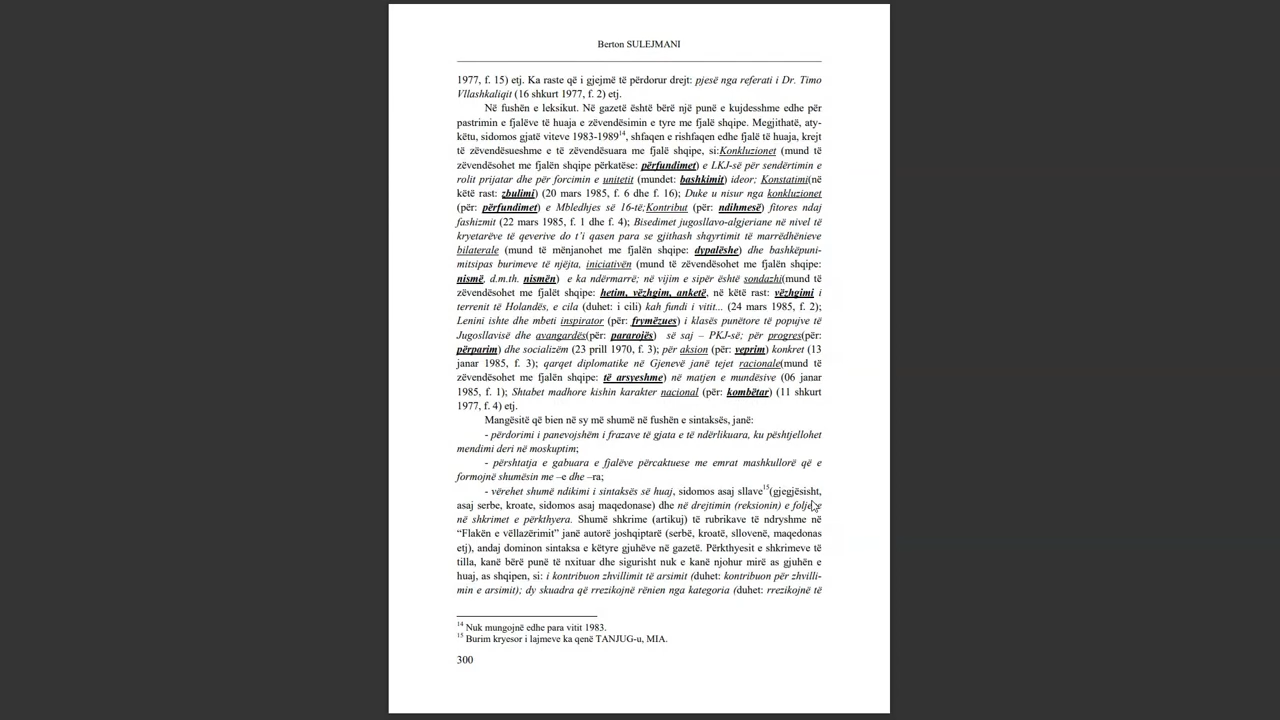 Berton SULEJMANI
1977, f. 15) etj. Ka raste që i gjejmë të përdorur drejt: pjesë nga referati i Dr. Timo
Vllashkaliqit (16 shkurt 1977, f. 2) etj.
Në fushën e leksikut. Në gazetë është bërë një punë e kujdesshme edhe për
pastrimin e fjalëve të huaja e zëvendësimin e tyre me fjalë shqipe. Megjithatë, aty-
këtu, sidomos gjatë viteve 1983-1989¹⁴, shfaqen e rishfaqen edhe fjalë të huaja, krejt
të zëvendësueshme e të zëvendësuara me fjalë shqipe, si:Konkluzionet (mund të
zëvendësohet me fjalën shqipe përkatëse: përfundimet) e LKJ-së për sendërtimin e
rolit prijatar dhe për forcimin e unitetit (mundet: bashkimit) ideor; Konstatimi(në
këtë rast: zbulimi) (20 mars 1985, f. 6 dhe f. 16); Duke u nisur nga konkluzionet
(për: përfundimet) e Mbledhjes së 16-të;Kontribut (për: ndihmesë) fitores ndaj
fashizmit (22 mars 1985, f. 1 dhe f. 4); Bisedimet jugosllavo-algjeriane në nivel të
kryetarëve të qeverive do t’i qasen para se gjithash shqyrtimit të marrëdhënieve
bilaterale (mund të mënjanohet me fjalën shqipe: dypalëshe) dhe bashkëpuni-
mitsipas burimeve të njëjta, iniciativën (mund të zëvendësohet me fjalën shqipe:
nismë, d.m.th. nismën) e ka ndërmarrë; në vijim e sipër është sondazhi(mund të
zëvendësohet me fjalët shqipe: hetim, vëzhgim, anketë, në këtë rast: vëzhgimi i
terrenit të Holandës, e cila (duhet: i cili) kah fundi i vitit... (24 mars 1985, f. 2);
Lenini ishte dhe mbeti inspirator (për: frymëzues) i klasës punëtore të popujve të
Jugosllavisë dhe avangardës(për: pararojës) së saj – PKJ-së; për progres(për:
përparim) dhe socializëm (23 prill 1970, f. 3); për aksion (për: veprim) konkret (13
janar 1985, f. 3); qarqet diplomatike në Gjenevë janë tejet racionale(mund të
zëvendësohet me fjalën shqipe: të arsyeshme) në matjen e mundësive (06 janar
1985, f. 1); Shtabet madhore kishin karakter nacional (për: kombëtar) (11 shkurt
1977, f. 4) etj.
Mangësitë që bien në sy më shumë në fushën e sintaksës, janë:
- përdorimi i panevojshëm i frazave të gjata e të ndërlikuara, ku pështjellohet
mendimi deri në moskuptim;
- përshtatja e gabuara e fjalëve përcaktuese me emrat mashkullorë që e
formojnë shumësin me –e dhe –ra;
- vërehet shumë ndikimi i sintaksës së huaj, sidomos asaj sllave¹⁵(gjegjësisht,
asaj serbe, kroate, sidomos asaj maqedonase) dhe në drejtimin (reksionin) e foljeve
në shkrimet e përkthyera. Shumë shkrime (artikuj) të rubrikave të ndryshme në
“Flakën e vëllazërimit” janë autorë joshqiptarë (serbë, kroatë, sllovenë, maqedonas
etj), andaj dominon sintaksa e këtyre gjuhëve në gazetë. Përkthyesit e shkrimeve të
tilla, kanë bërë punë të nxituar dhe sigurisht nuk e kanë njohur mirë as gjuhën e
huaj, as shqipen, si: i kontribuon zhvillimit të arsimit (duhet: kontribuon për zhvilli-
min e arsimit); dy skuadra që rrezikojnë rënien nga kategoria (duhet: rrezikojnë të
¹⁴ Nuk mungojnë edhe para vitit 1983.
¹⁵ Burim kryesor i lajmeve ka qenë TANJUG-u, MIA.
300